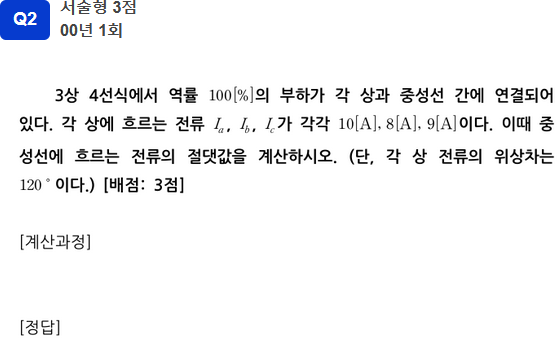 Q2
서술형 3점
00년 1회
3상 4선식에서 역률 100[%]의 부하가 각 상과 중성선 간에 연결되어
있다. 각 상에 흐르는 전류 Ia, Ib, Ic가 각각 10[A], 8[A], 9[A]이다. 이때 중
성선에 흐르는 전류의 절댓값을 계산하시오. (단, 각 상 전류의 위상차는
120°이다.) [배점: 3점]
[계산과정]
[정답]